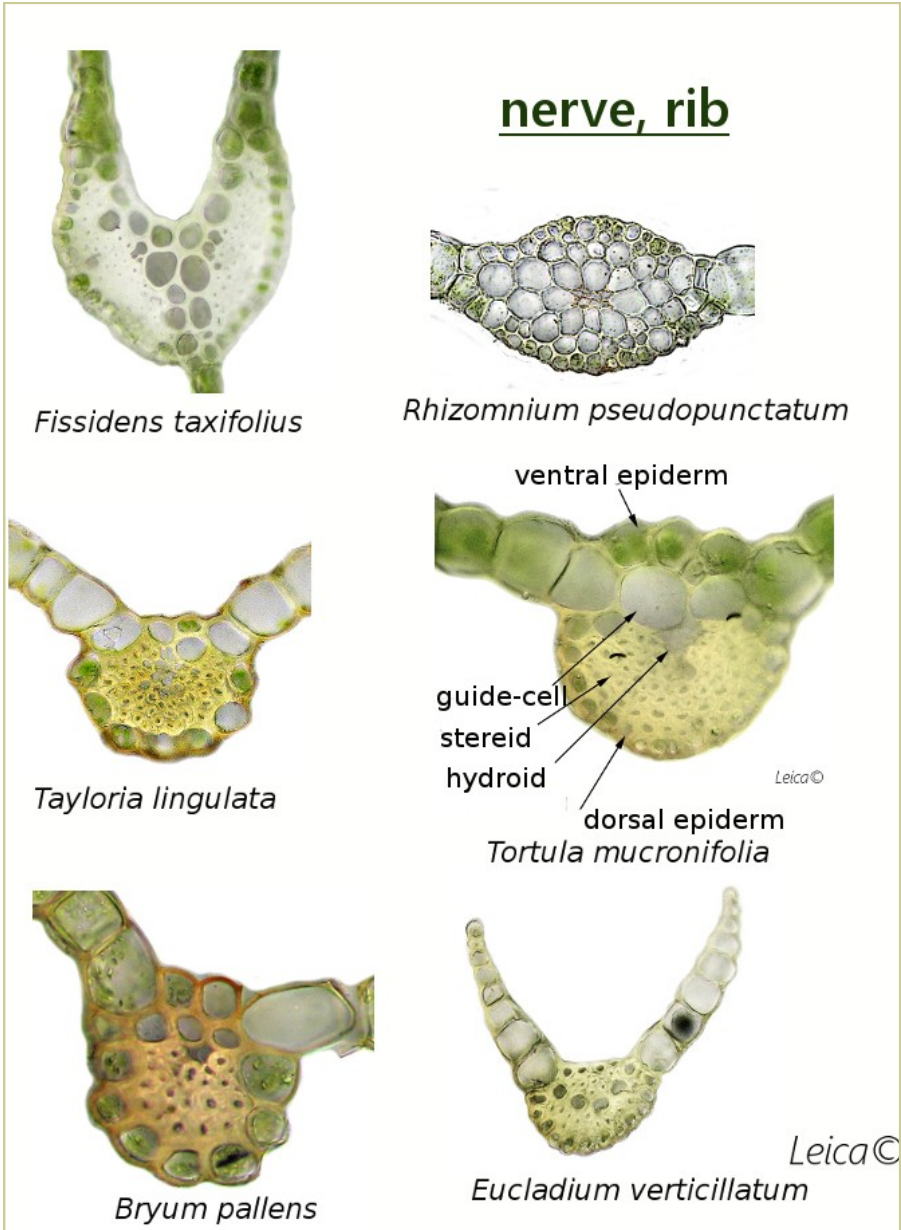 nerve, rib
Fissidens taxifolius
Rhizomnium pseudopunctatum
ventral epiderm
guide-cell
stereid
hydroid
Leica©
dorsal epiderm
Tayloria lingulata
Tortula mucronifolia
Leica©
Bryum pallens
Eucladium verticillatum